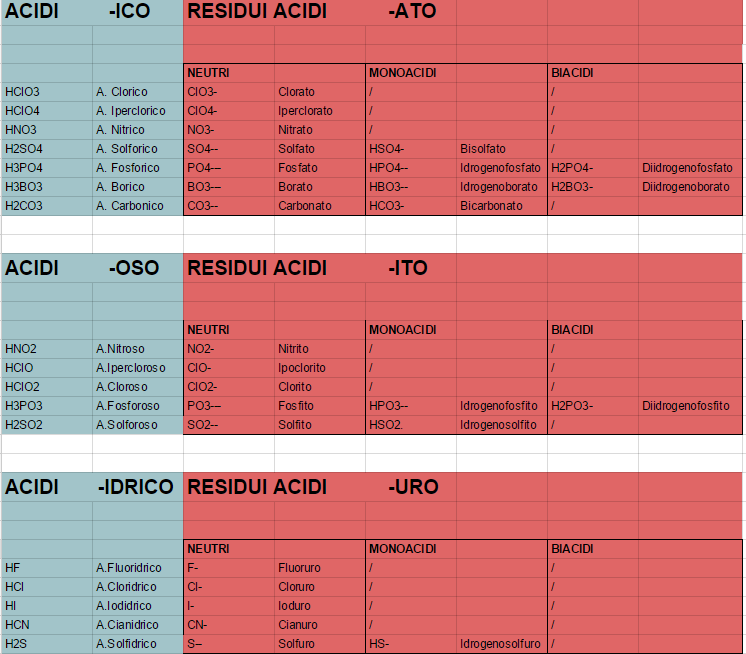 ACIDI -ICO RESIDUI ACIDI -ATO
NEUTRI MONOACIDI BIACIDI
HClO3 A. Clorico ClO3- Clorato / /
HClO4 A. Iperclorico ClO4- Iperclorato / /
HNO3 A. Nitrico NO3- Nitrato / /
H2SO4 A. Solforico SO4-- Solfato HSO4- Bisolfato /
H3PO4 A. Fosforico PO4--- Fosfato HPO4-- Idrogenofosfato H2PO4- Diidrogenofosfato
H3BO3 A. Borico BO3--- Borato HBO3-- Idrogenoborato H2BO3- Diidrogenoborato
H2CO3 A. Carbonico CO3-- Carbonato HCO3- Bicarbonato /
ACIDI -OSO RESIDUI ACIDI -ITO
NEUTRI MONOACIDI BIACIDI
HNO2 A.Nitroso NO2- Nitrito / /
HClO A.Ipercloroso ClO- Ipoclorito / /
HClO2 A.Cloroso ClO2- Clorito / /
H3PO3 A.Fosforoso PO3--- Fosfito HPO3-- Idrogenofosfito H2PO3- Diidrogenofosfito
H2SO2 A.Solforoso SO2-- Solfito HSO2. Idrogenosolfito /
ACIDI -IDRICO RESIDUI ACIDI -URO
NEUTRI MONOACIDI BIACIDI
HF A.Fluoridrico F- Fluoruro / /
HCl A.Cloridrico Cl- Cloruro / /
HI A.Iodidrico I- Ioduro / /
HCN A.Cianidrico CN- Cianuro / /
H2S A.Solfidrico S-- Solfuro HS- Idrogenosolfuro /